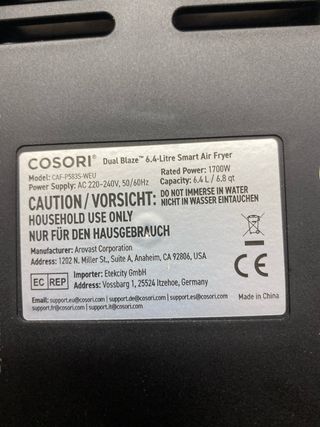 COSORI® Dual Blaze™ 6.4-Litre Smart Air Fryer
Model: CAF-P583S-WEU Rated Power: 1700W
Power Supply: AC 220-240V, 50/60Hz Capacity: 6.4 L / 6.8 qt
CAUTION / VORSICHT: DO NOT IMMERSE IN WATER
NICHT IN WASSER EINTAUCHEN
HOUSEHOLD USE ONLY
NUR FÜR DEN HAUSGEBRAUCH
Manufacturer: Arovast Corporation
Address: 1202 N. Miller St., Suite A, Anaheim, CA 92806, USA
EC REP Importer: Etekcity GmbH
Address: Vossbarg 1, 25524 Itzehoe, Germany
CE
Email: support.eu@cosori.com / support.de@cosori.com / support.es@cosori.com
support.fr@cosori.com / support.it@cosori.com
Made in China